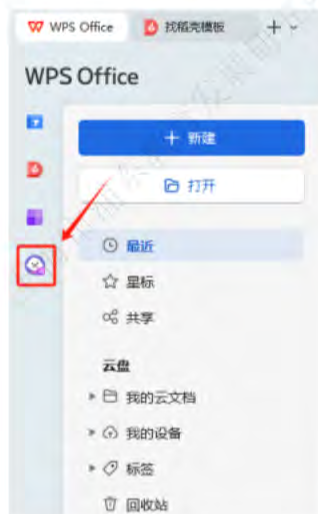 WPS Office
找稻壳模板
WPS Office
新建
打开
最近
星标
共享
云盘
我的云文档
我的设备
标签
回收站